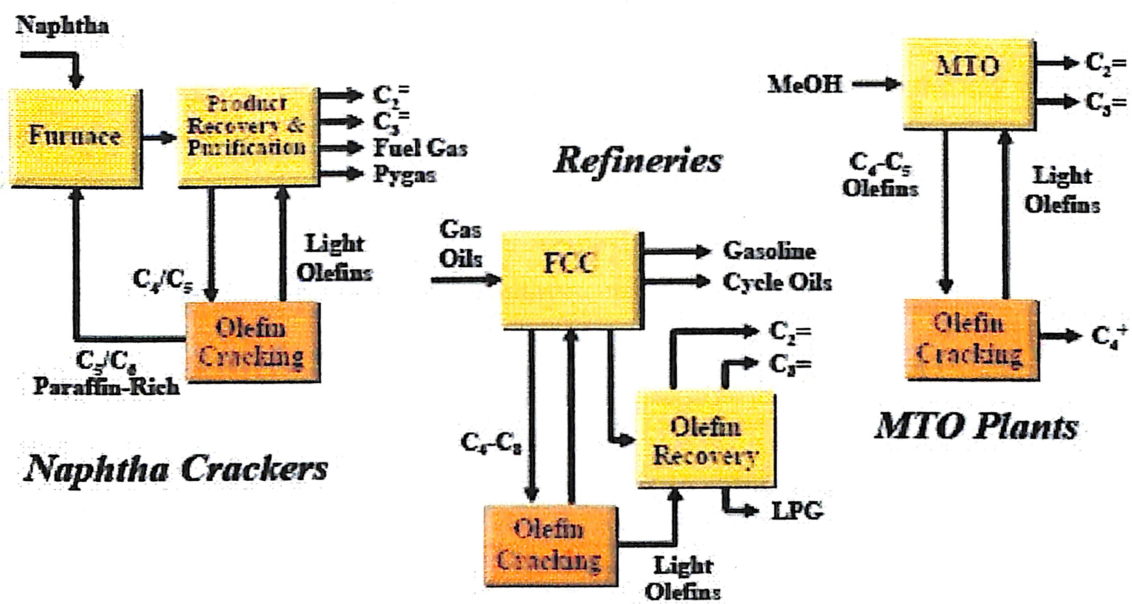 Naphtha
Furnace
Product
Recovery &
Purification
C₂⁼
C₃⁼
Fuel Gas
Pygas
C₄/C₅
Light
Olefins
Olefin
Cracking
C₅/C₆
Paraffin-Rich
Naphtha Crackers
Refineries
Gas
Oils
FCC
Gasoline
Cycle Oils
C₂=
C₃=
C₄-C₈
Olefin
Recovery
LPG
Olefin
Cracking
Light
Olefins
MeOH
MTO
C₂=
C₃=
C₄-C₅
Olefins
Light
Olefins
Olefin
Cracking
C₄⁺
MTO Plants